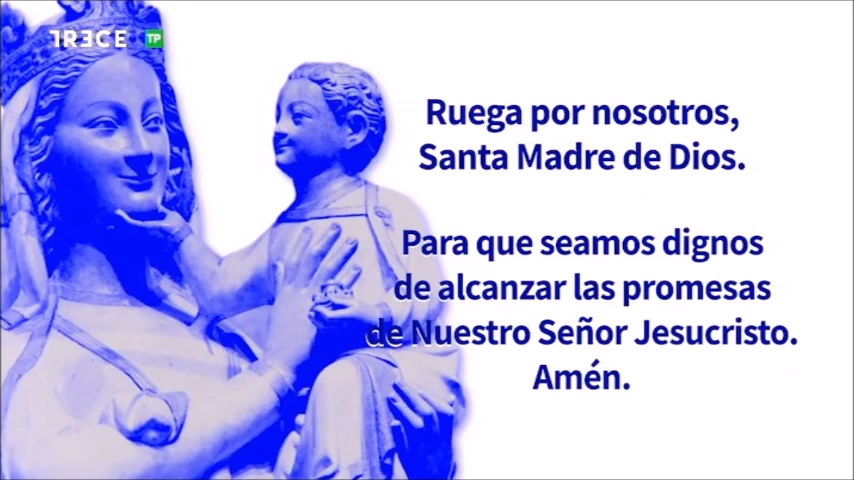 TRECE TP
Ruega por nosotros,
Santa Madre de Dios.
Para que seamos dignos
de alcanzar las promesas
de Nuestro Señor Jesucristo.
Amén.